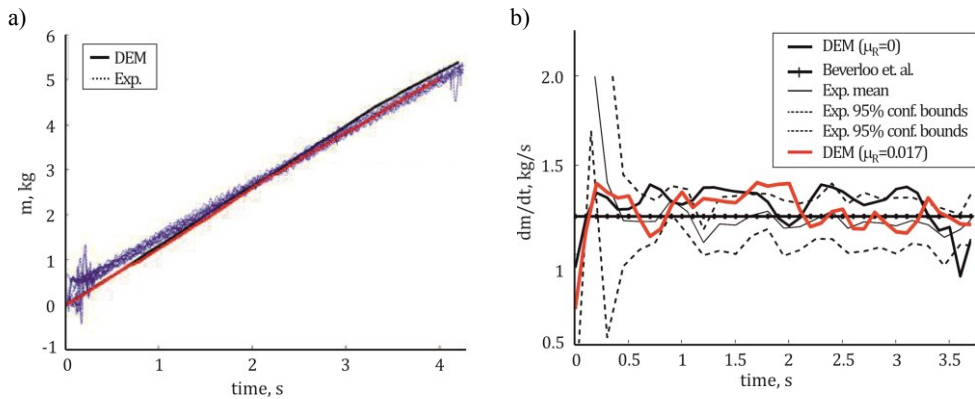 a)
6
5
4
3
2
1
0
-1
m, kg
DEM
Exp.
0
1
2
3
4
time, s
b)
2.0
1.5
1
0.5
dm/dt, kg/s
DEM (μR=0)
Beverloo et. al.
Exp. mean
Exp. 95% conf. bounds
Exp. 95% conf. bounds
DEM (μR=0.017)
0
0.5
1
1.5
2
2.5
3
3.5
time, s